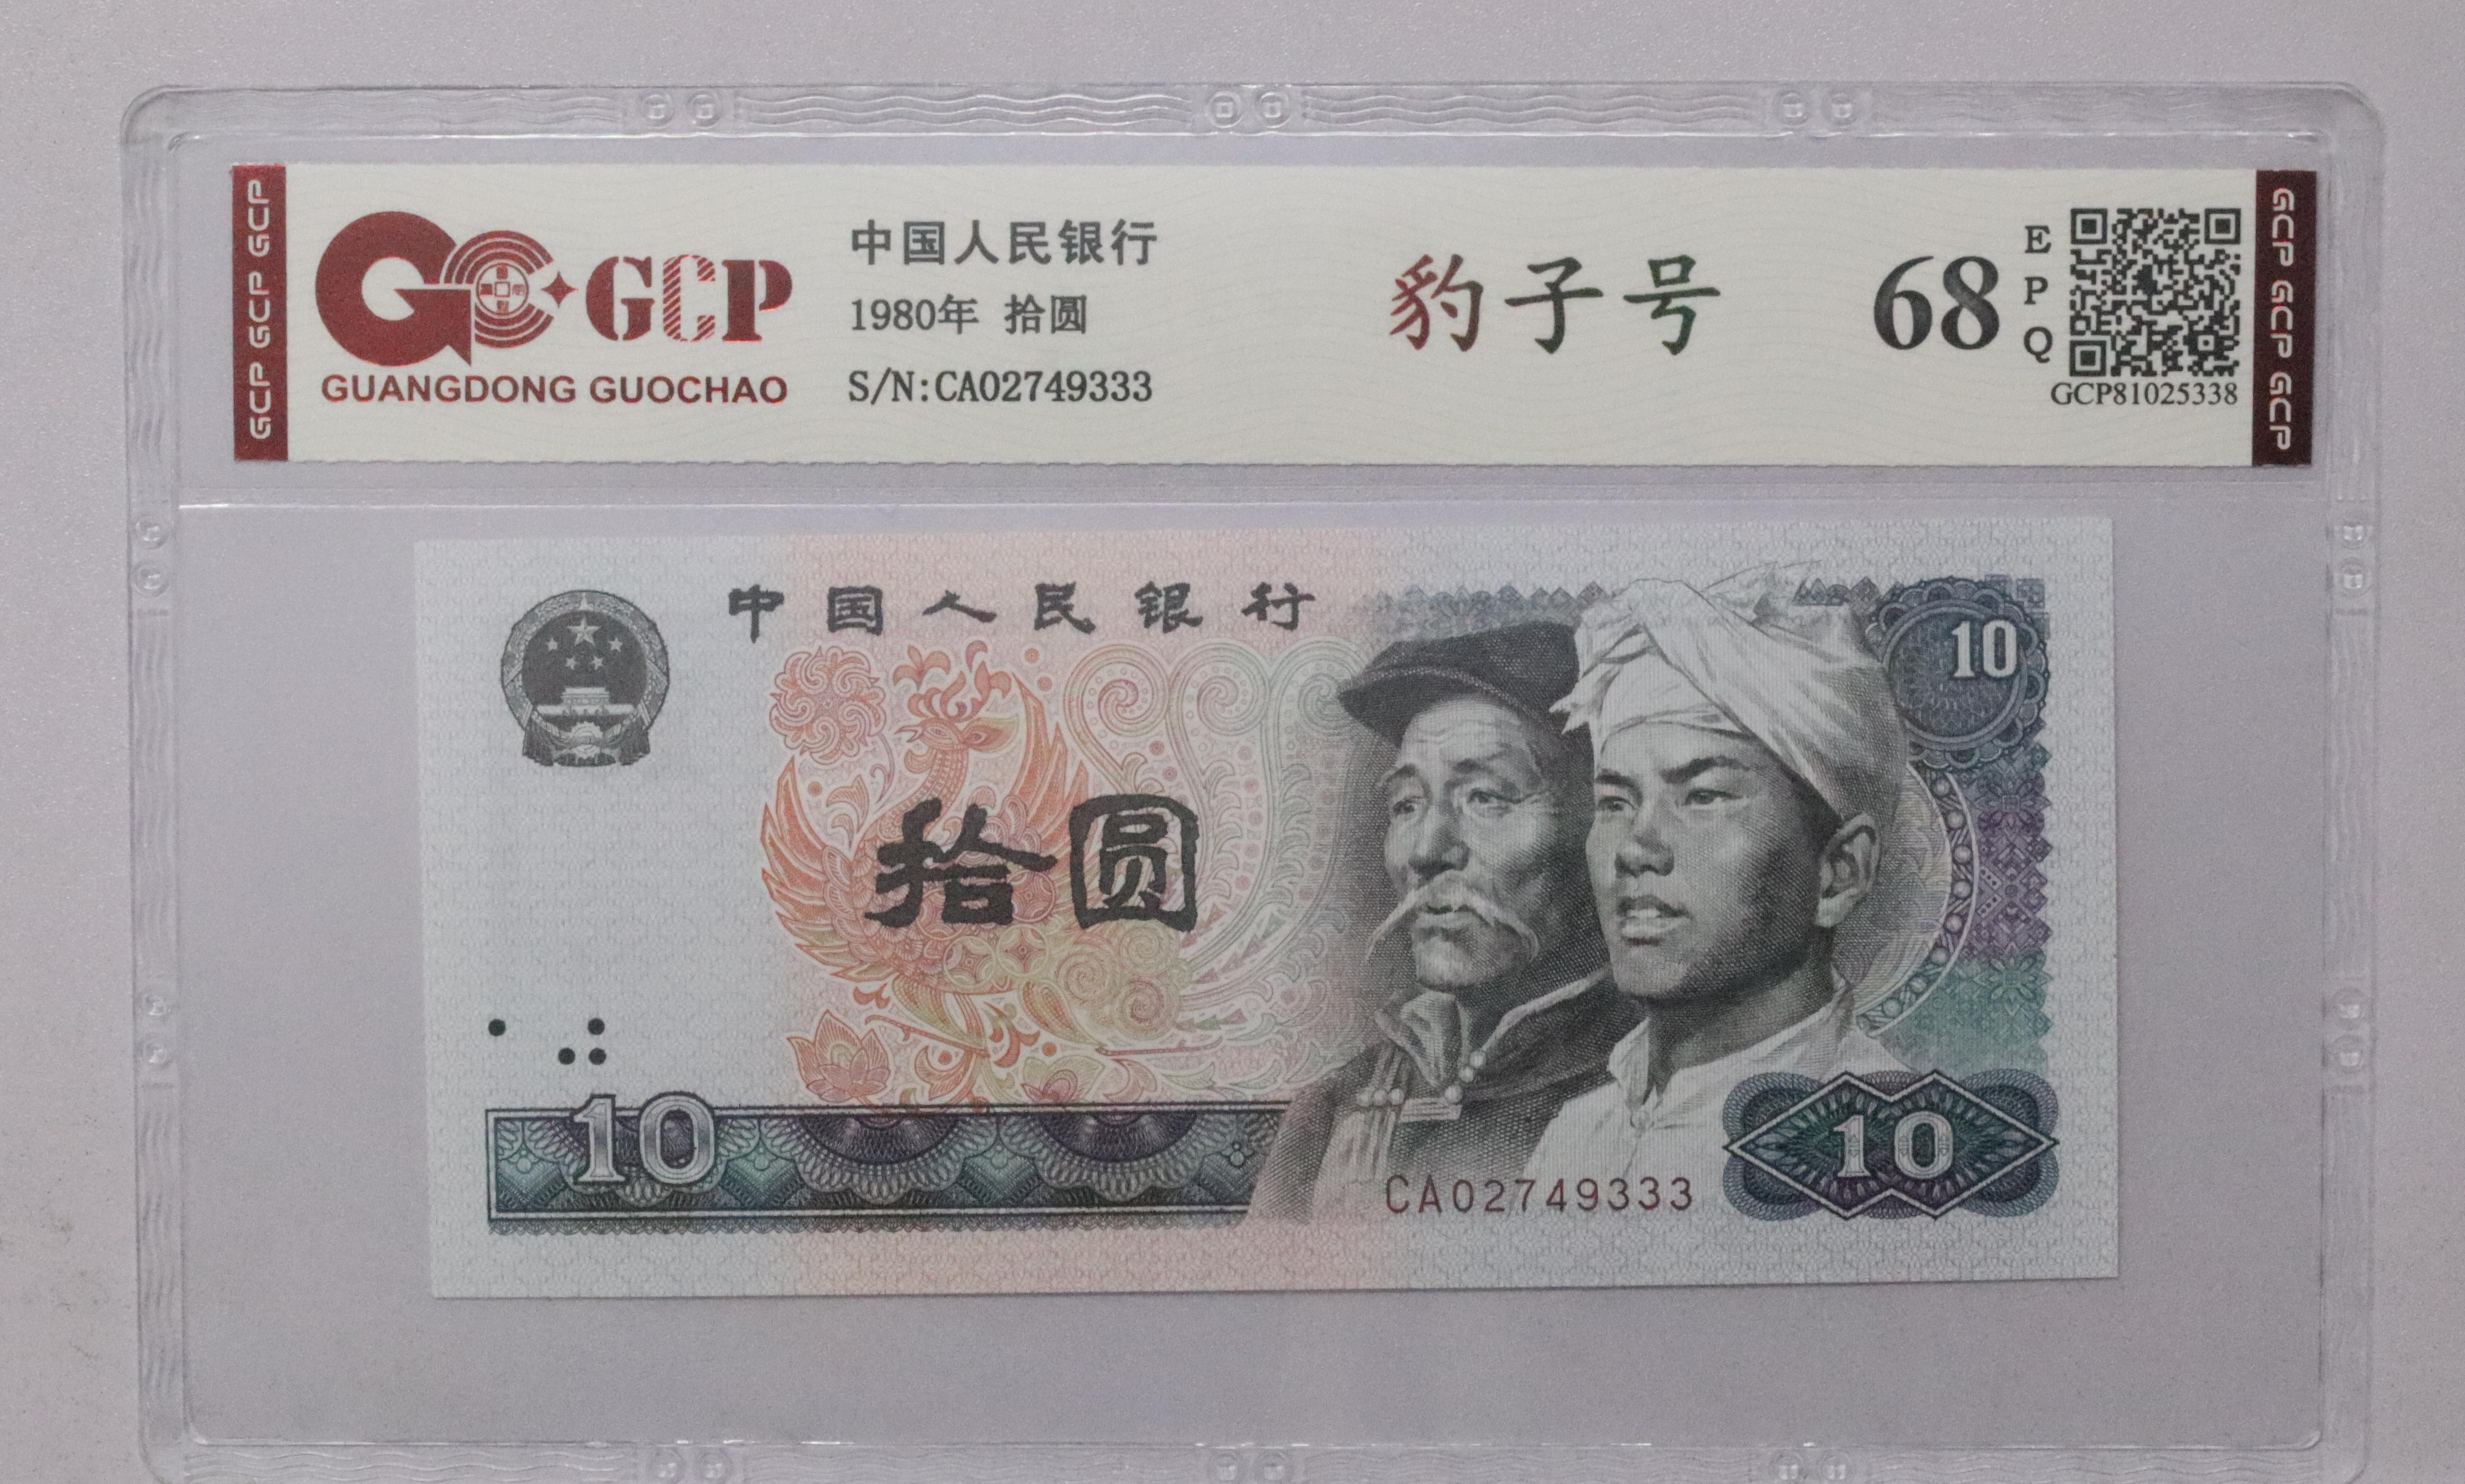 GCP GCP GCP
GCP
GUANGDONG GUOCHAO
中国人民银行
1980年 拾圆
S/N:CA02749333
豹子号
68
EPQ
GCP81025338
GCP GCP GCP
中国人民银行
10
拾圆
10
CA02749333
10